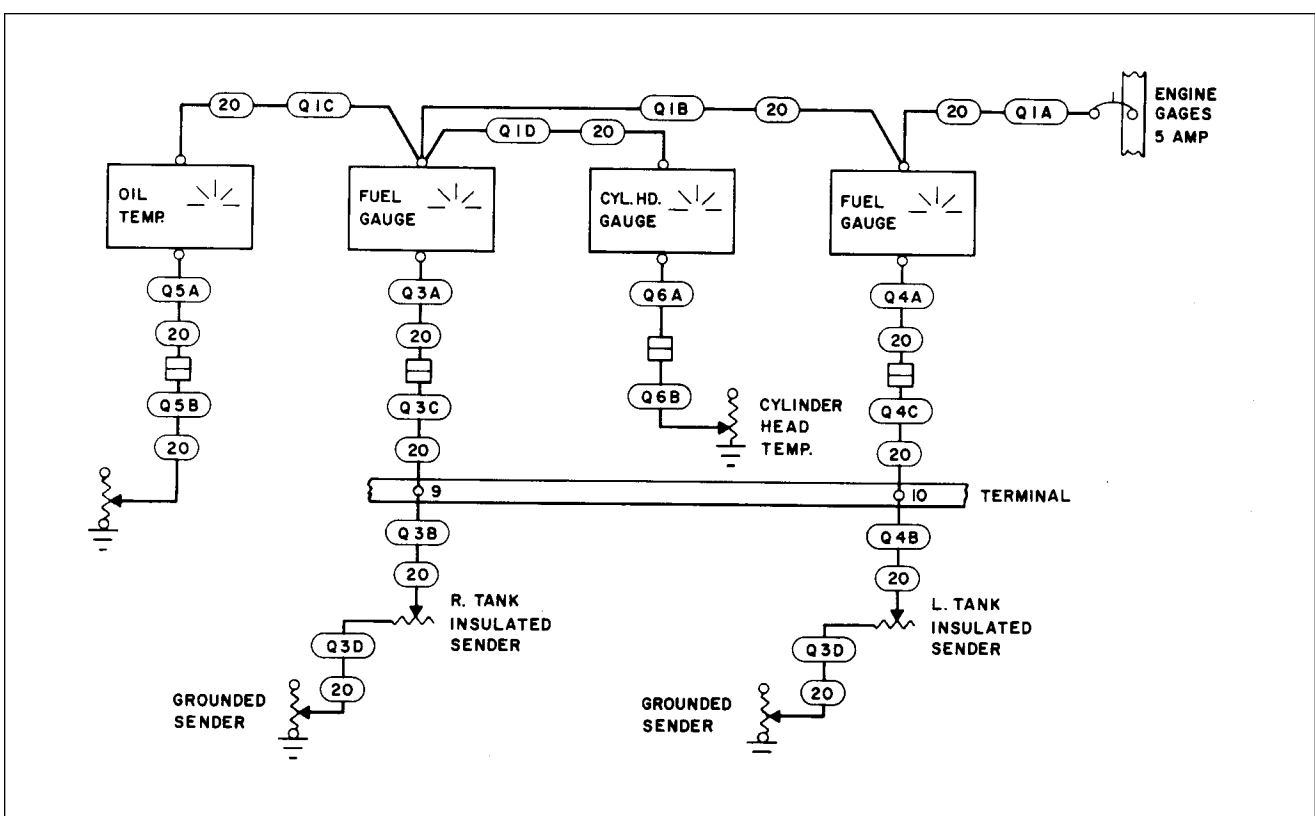 20 Q1C Q1B 20 20 Q1A
Q1D 20
ENGINE
GAGES
5 AMP
OIL
TEMP.
FUEL
GAUGE
CYL. HD.
GAUGE
FUEL
GAUGE
Q5A Q3A Q6A Q4A
20 20 20
Q5B Q3C Q6B Q4C
20 20 20
CYLINDER
HEAD
TEMP.
9 10 TERMINAL
Q3B Q4B
20 20
R. TANK
INSULATED
SENDER
L. TANK
INSULATED
SENDER
Q3D Q3D
20 20
GROUNDED
SENDER
GROUNDED
SENDER